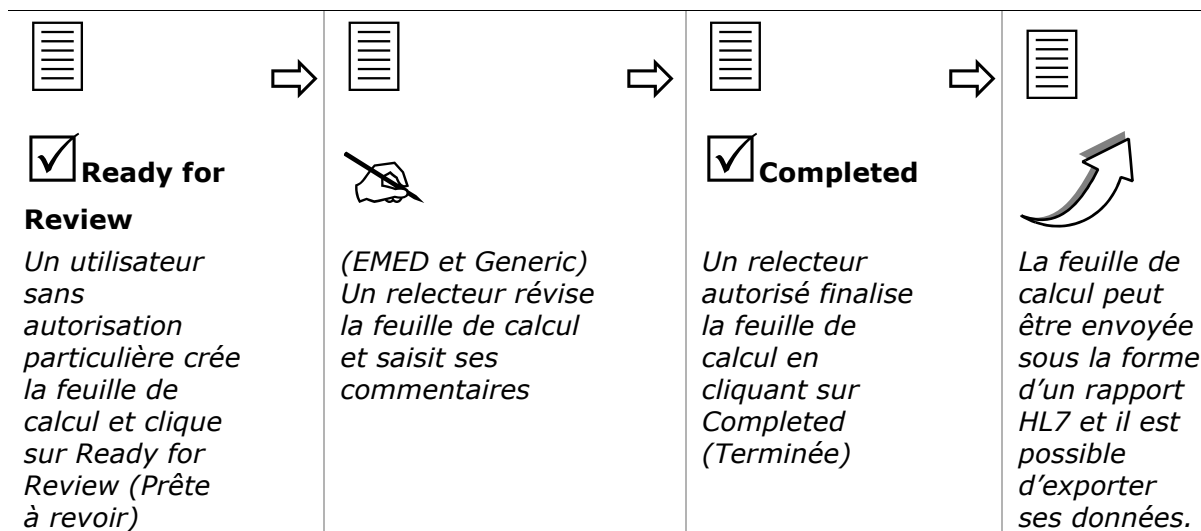 Ready for
Review
Un utilisateur
sans
autorisation
particulière crée
la feuille de
calcul et clique
sur Ready for
Review (Prête
à revoir)
(EMED et Generic)
Un relecteur révise
la feuille de calcul
et saisit ses
commentaires
Completed
Un relecteur
autorisé finalise
la feuille de
calcul en
cliquant sur
Completed
(Terminée)
La feuille de
calcul peut
être envoyée
sous la forme
d’un rapport
HL7 et il est
possible
d’exporter
ses données.